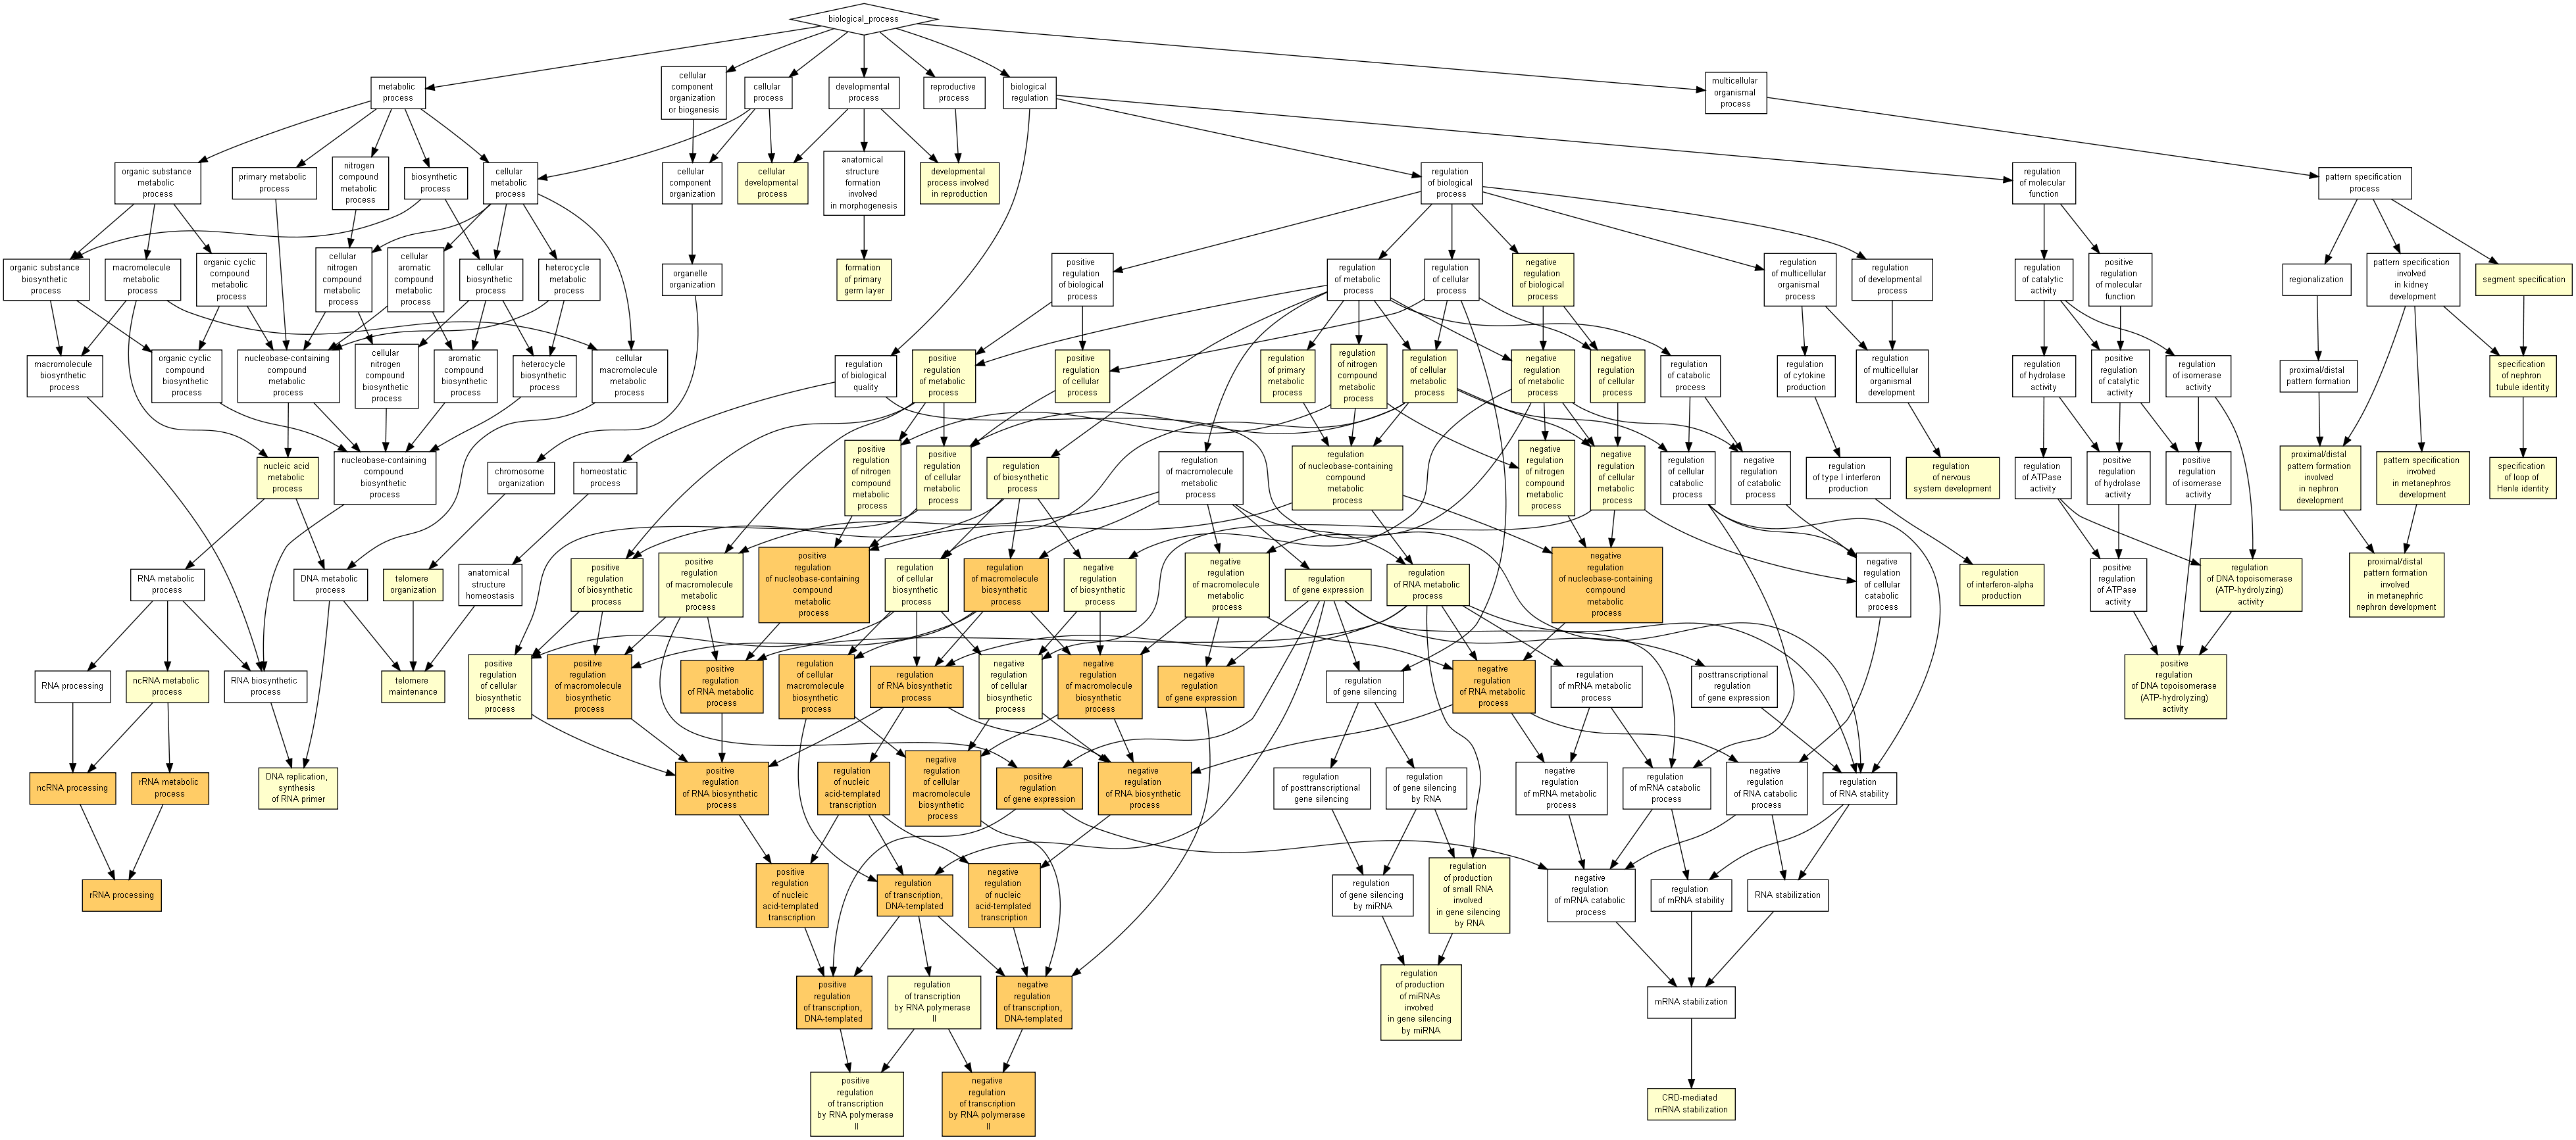 biological_process
metabolic
process
cellular
component
organization
or biogenesis
cellular
process
developmental
process
reproductive
process
biological
regulation
multicellular
organismal
process
organic substance
metabolic
process
primary metabolic
process
nitrogen
compound
metabolic
process
biosynthetic
process
cellular
metabolic
process
cellular
component
organization
cellular
developmental
process
anatomical
structure
formation
involved
in morphogenesis
developmental
process involved
in reproduction
regulation
of biological
process
regulation
of molecular
function
pattern specification
process
organic substance
biosynthetic
process
macromolecule
metabolic
process
organic cyclic
compound
metabolic
process
cellular
nitrogen
compound
metabolic
process
cellular
aromatic
compound
metabolic
process
cellular
biosynthetic
process
heterocycle
metabolic
process
organelle
organization
formation
of primary
germ layer
positive
regulation
of biological
process
regulation
of metabolic
process
regulation
of cellular
process
negative
regulation
of biological
process
regulation
of multicellular
organismal
process
regulation
of developmental
process
regulation
of catalytic
activity
positive
regulation
of molecular
function
regionalization
pattern specification
involved
in kidney
development
segment specification
macromolecule
biosynthetic
process
organic cyclic
compound
biosynthetic
process
nucleobase-containing
compound
metabolic
process
cellular
nitrogen
compound
biosynthetic
process
aromatic
compound
biosynthetic
process
heterocycle
biosynthetic
process
cellular
macromolecule
metabolic
process
regulation
of biological
quality
positive
regulation
of metabolic
process
positive
regulation
of cellular
process
regulation
of primary
metabolic
process
regulation
of nitrogen
compound
metabolic
process
regulation
of cellular
metabolic
process
negative
regulation
of metabolic
process
negative
regulation
of cellular
process
regulation
of catabolic
process
regulation
of cytokine
production
regulation
of multicellular
organismal
development
regulation
of hydrolase
activity
positive
regulation
of catalytic
activity
regulation
of isomerase
activity
proximal/distal
pattern formation
specification
of nephron
tubule identity
nucleic acid
metabolic
process
nucleobase-containing
compound
biosynthetic
process
chromosome
organization
homeostatic
process
positive
regulation
of nitrogen
compound
metabolic
process
positive
regulation
of cellular
metabolic
process
regulation
of biosynthetic
process
regulation
of macromolecule
metabolic
process
regulation
of nucleobase-containing
compound
metabolic
process
negative
regulation
of nitrogen
compound
metabolic
process
negative
regulation
of cellular
metabolic
process
regulation
of cellular
catabolic
process
negative
regulation
of catabolic
process
regulation
of type I interferon
production
regulation
of nervous
system development
regulation
of ATPase
activity
positive
regulation
of hydrolase
activity
positive
regulation
of isomerase
activity
proximal/distal
pattern formation
involved
in nephron
development
pattern specification
involved
in metanephros
development
specification
of loop of
Henle identity
RNA metabolic
process
DNA metabolic
process
telomere
organization
anatomical
structure
homeostasis
positive
regulation
of biosynthetic
process
positive
regulation
of macromolecule
metabolic
process
positive
regulation
of nucleobase-containing
compound
metabolic
process
regulation
of cellular
biosynthetic
process
regulation
of macromolecule
biosynthetic
process
negative
regulation
of biosynthetic
process
negative
regulation
of macromolecule
metabolic
process
regulation
of gene expression
regulation
of RNA metabolic
process
negative
regulation
of nucleobase-containing
compound
metabolic
process
negative
regulation
of cellular
catabolic
process
regulation
of interferon-alpha
production
positive
regulation
of ATPase
activity
regulation
of DNA topoisomerase
(ATP-hydrolyzing)
activity
proximal/distal
pattern formation
involved
in metanephric
nephron development
RNA processing
ncRNA metabolic
process
RNA biosynthetic
process
telomere
maintenance
positive
regulation
of cellular
biosynthetic
process
positive
regulation
of macromolecule
biosynthetic
process
positive
regulation
of RNA metabolic
process
regulation
of cellular
macromolecule
biosynthetic
process
regulation
of RNA biosynthetic
process
negative
regulation
of cellular
biosynthetic
process
negative
regulation
of macromolecule
biosynthetic
process
negative
regulation
of gene expression
regulation
of gene silencing
negative
regulation
of RNA metabolic
process
regulation
of mRNA metabolic
process
posttranscriptional
regulation
of gene expression
positive
regulation
of DNA topoisomerase
(ATP-hydrolyzing)
activity
ncRNA processing
rRNA metabolic
process
DNA replication,
synthesis
of RNA primer
positive
regulation
of RNA biosynthetic
process
regulation
of nucleic
acid-templated
transcription
negative
regulation
of cellular
macromolecule
biosynthetic
process
positive
regulation
of gene expression
negative
regulation
of RNA biosynthetic
process
regulation
of posttranscriptional
gene silencing
regulation
of gene silencing
by RNA
negative
regulation
of mRNA metabolic
process
regulation
of mRNA catabolic
process
negative
regulation
of RNA catabolic
process
regulation
of RNA stability
rRNA processing
positive
regulation
of nucleic
acid-templated
transcription
regulation
of transcription,
DNA-templated
negative
regulation
of nucleic
acid-templated
transcription
regulation
of gene silencing
by miRNA
regulation
of production
of small RNA
involved
in gene silencing
by RNA
negative
regulation
of mRNA catabolic
process
regulation
of mRNA stability
RNA stabilization
positive
regulation
of transcription,
DNA-templated
regulation
of transcription
by RNA polymerase
II
negative
regulation
of transcription,
DNA-templated
regulation
of production
of miRNAs
involved
in gene silencing
by miRNA
mRNA stabilization
positive
regulation
of transcription
by RNA polymerase
II
negative
regulation
of transcription
by RNA polymerase
II
CRD-mediated
mRNA stabilization